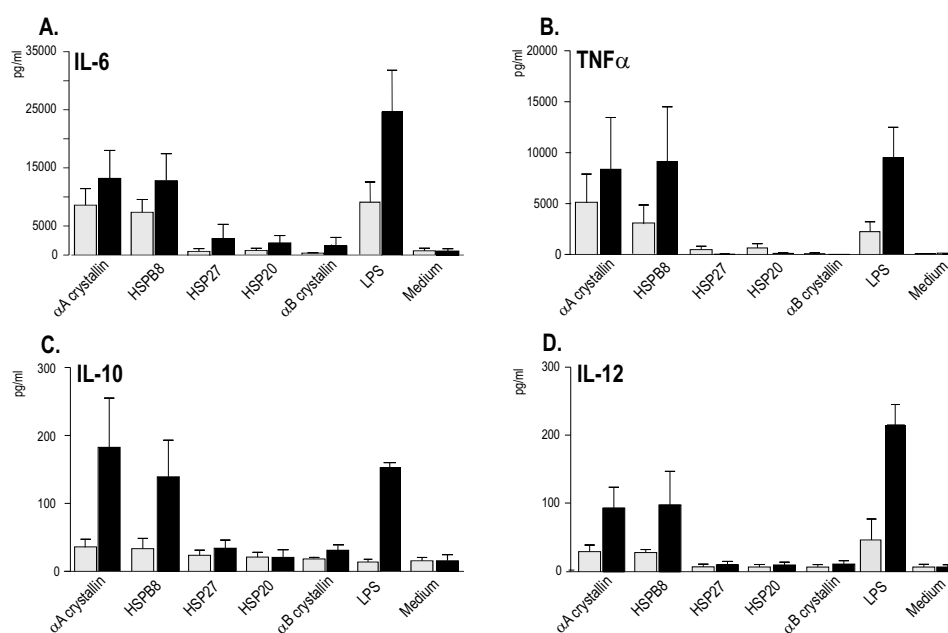 A.
IL-6
pg/ml
35000
25000
15000
5000
0
αA crystallin
HSPB8
HSP27
HSP20
αB crystallin
LPS
Medium
B.
TNFα
pg/ml
20000
15000
10000
5000
0
αA crystallin
HSPB8
HSP27
HSP20
αB crystallin
LPS
Medium
C.
IL-10
pg/ml
300
200
100
0
αA crystallin
HSPB8
HSP27
HSP20
αB crystallin
LPS
Medium
D.
IL-12
pg/ml
300
200
100
0
αA crystallin
HSPB8
HSP27
HSP20
αB crystallin
LPS
Medium